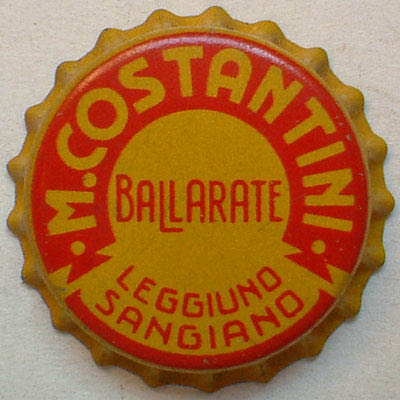 M. COSTANTINI
BALLARATE
LEGGIUNO
SANGIANO